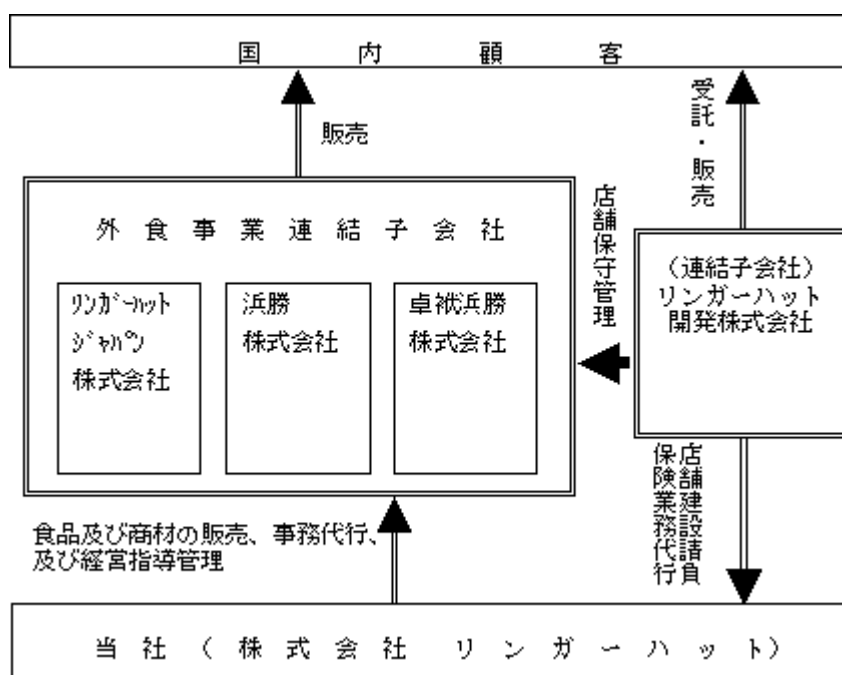 国内顧客
販売
受託・販売
外食事業連結子会社
ﾘﾝｶﾞｰﾊｯﾄ
ｼﾞｬﾊﾟﾝ
株式会社
浜勝
株式会社
卓袱浜勝
株式会社
店舗保守管理
（連結子会社）
リンガーハット
開発株式会社
食品及び商材の販売、事務代行、
及び経営指導管理
店舗建設請負
保険業務代行
当社（株式会社リンガーハット）